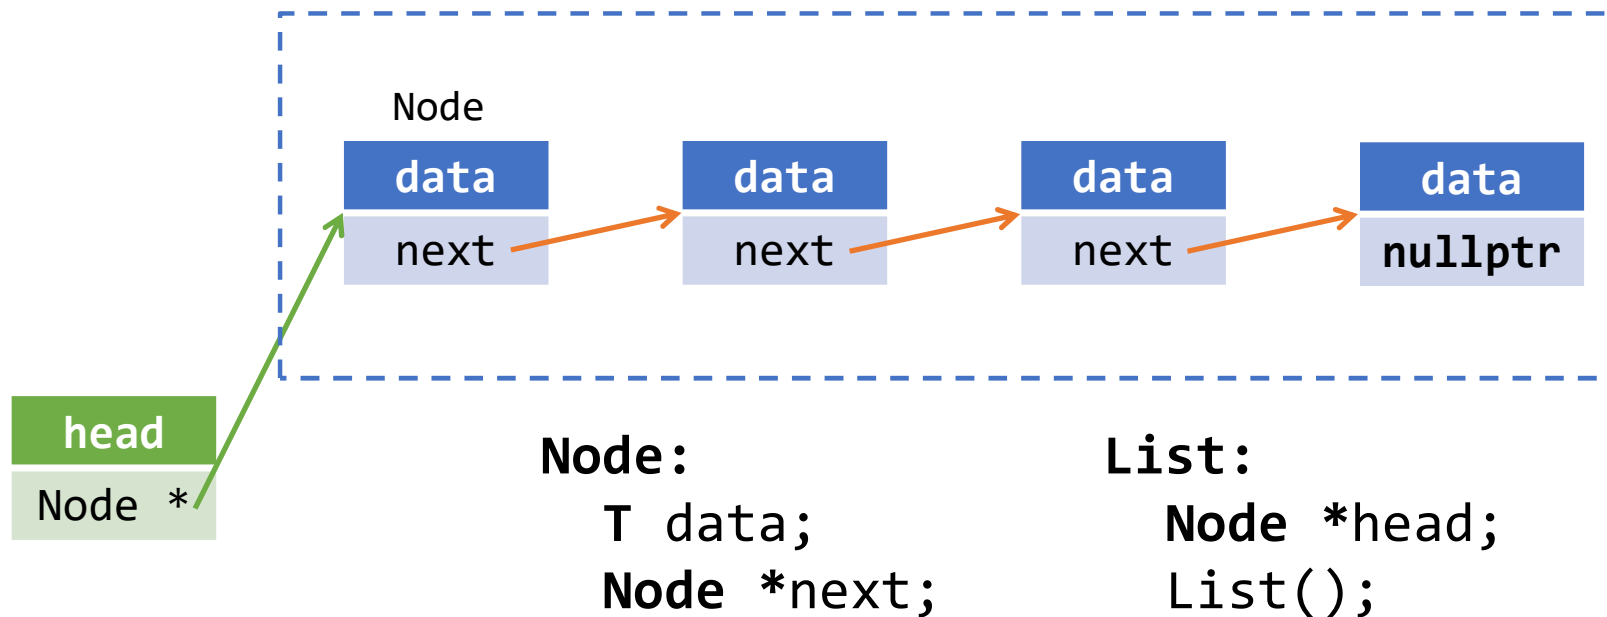 Node
data
next
data
next
data
next
data
nullptr
head
Node *
Node:
T data;
Node *next;
List:
Node *head;
List();